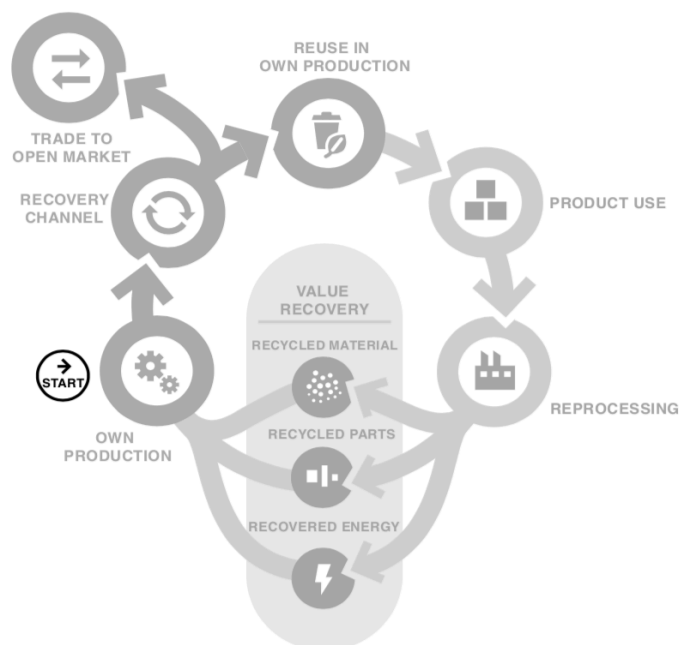 REUSE IN
OWN PRODUCTION
TRADE TO
OPEN MARKET
RECOVERY
CHANNEL
PRODUCT USE
VALUE
RECOVERY
RECYCLED MATERIAL
START
REPROCESSING
OWN
PRODUCTION
RECYCLED PARTS
RECOVERED ENERGY